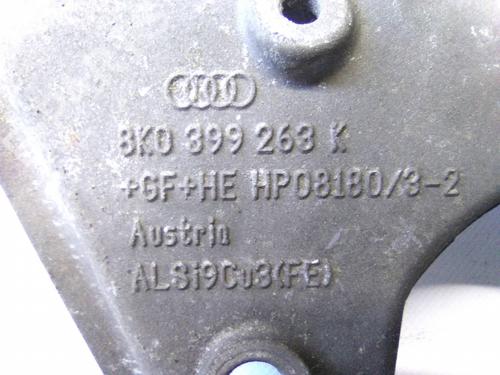 8K0 399 263 K
+GF+HE HP08180/3-2
Austria
ALSi9Cu3(FE)